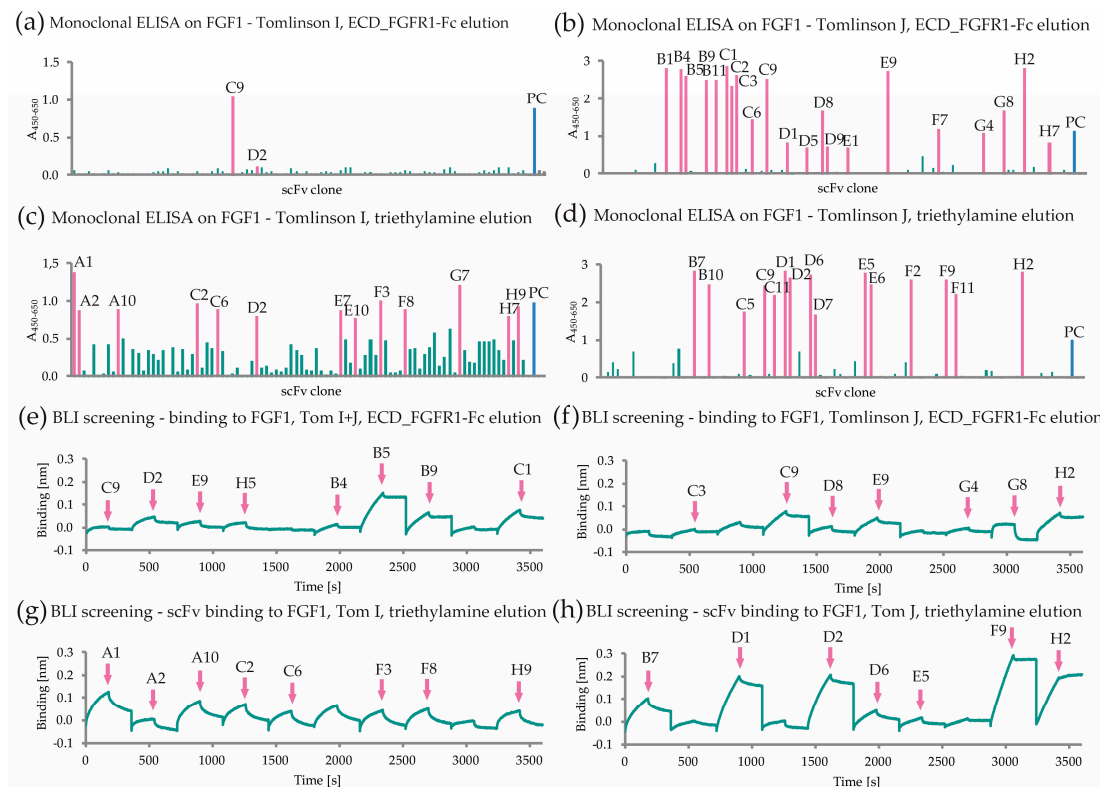 (a) Monoclonal ELISA on FGF1 - Tomlinson I, ECD_FGFR1-Fc elution
A450-650
1.5
1.0
0.5
0.0
C9
D2
PC
scFv clone
(b) Monoclonal ELISA on FGF1 - Tomlinson J, ECD_FGFR1-Fc elution
A450-650
3
2
1
0
B1
B4
B5
B9
B11
C1
C2
C3
C6
C9
D1
D5
D8
D9
E1
E9
F7
G4
G8
H2
H7
PC
scFv clone
(c) Monoclonal ELISA on FGF1 - Tomlinson I, triethylamine elution
A450-650
1.5
1.0
0.5
0.0
A1
A2
A10
C2
C6
D2
E7
E10
F3
F8
G7
H7
H9
PC
scFv clone
(d) Monoclonal ELISA on FGF1 - Tomlinson J, triethylamine elution
A450-650
3
2
1
0
B7
B10
C5
C9
C11
D1
D2
D6
D7
E5
E6
F2
F9
F11
H2
PC
scFv clone
(e) BLI screening - binding to FGF1, Tom I+J, ECD_FGFR1-Fc elution
Binding [nm]
0.3
0.2
0.1
0.0
-0.1
C9
D2
E9
H5
B4
B5
B9
C1
0 500 1000 1500 2000 2500 3000 3500
Time [s]
(f) BLI screening - binding to FGF1, Tomlinson J, ECD_FGFR1-Fc elution
Binding [nm]
0.3
0.2
0.1
0.0
-0.1
C3
C9
D8
E9
G4
G8
H2
0 500 1000 1500 2000 2500 3000 3500
Time [s]
(g) BLI screening - scFv binding to FGF1, Tom I, triethylamine elution
Binding [nm]
0.3
0.2
0.1
0.0
-0.1
A1
A2
A10
C2
C6
F3
F8
H9
0 500 1000 1500 2000 2500 3000 3500
Time [s]
(h) BLI screening - scFv binding to FGF1, Tom J, triethylamine elution
Binding [nm]
0.3
0.2
0.1
0.0
-0.1
B7
D1
D2
D6
E5
F9
H2
0 500 1000 1500 2000 2500 3000 3500
Time [s]